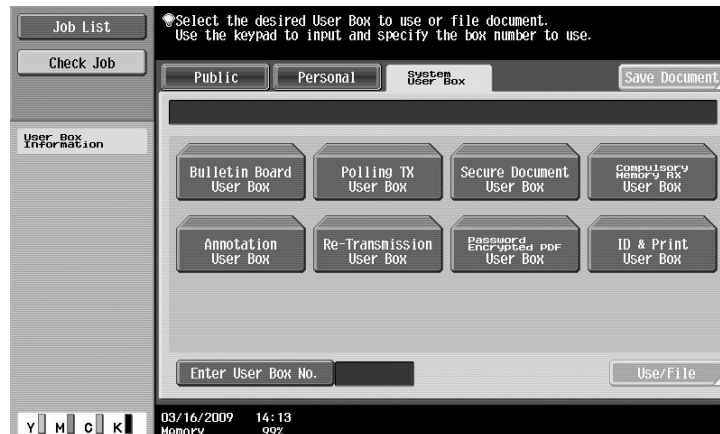 Job List
Check Job
User Box
Information
Select the desired User Box to use or file document.
Use the keypad to input and specify the box number to use.
Public
Personal
System
User Box
Save Document
Bulletin Board
User Box
Polling TX
User Box
Secure Document
User Box
Compulsory
Memory RX
User Box
Annotation
User Box
Re-Transmission
User Box
Password
Encrypted PDF
User Box
ID & Print
User Box
Enter User Box No.
Use/File
Y M C K
03/16/2009 14:13
Memory 99%